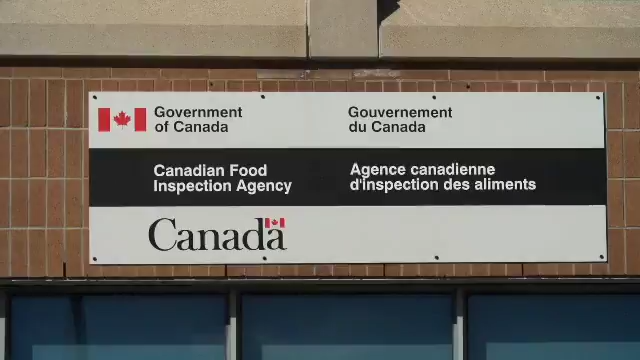 Government
of Canada
Gouvernement
du Canada
Canadian Food
Inspection Agency
Agence canadienne
d'inspection des aliments
Canada